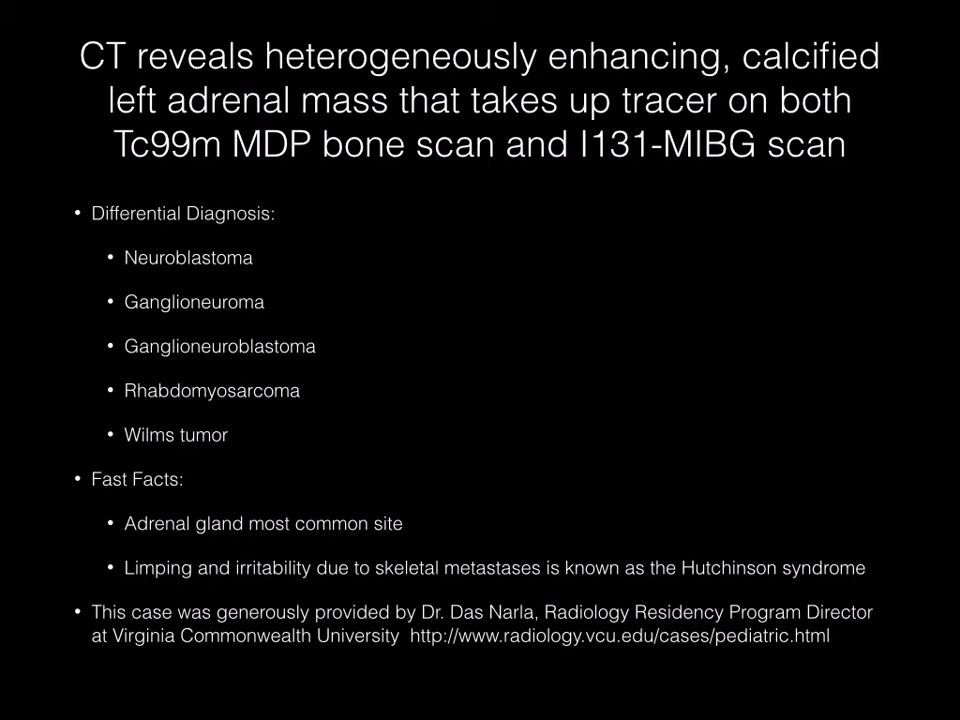 CT reveals heterogeneously enhancing, calcified
left adrenal mass that takes up tracer on both
Tc99m MDP bone scan and I131-MIBG scan
• Differential Diagnosis:
• Neuroblastoma
• Ganglioneuroma
• Ganglioneuroblastoma
• Rhabdomyosarcoma
• Wilms tumor
• Fast Facts:
• Adrenal gland most common site
• Limping and irritability due to skeletal metastases is known as the Hutchinson syndrome
• This case was generously provided by Dr. Das Narla, Radiology Residency Program Director
at Virginia Commonwealth University http://www.radiology.vcu.edu/cases/pediatric.html